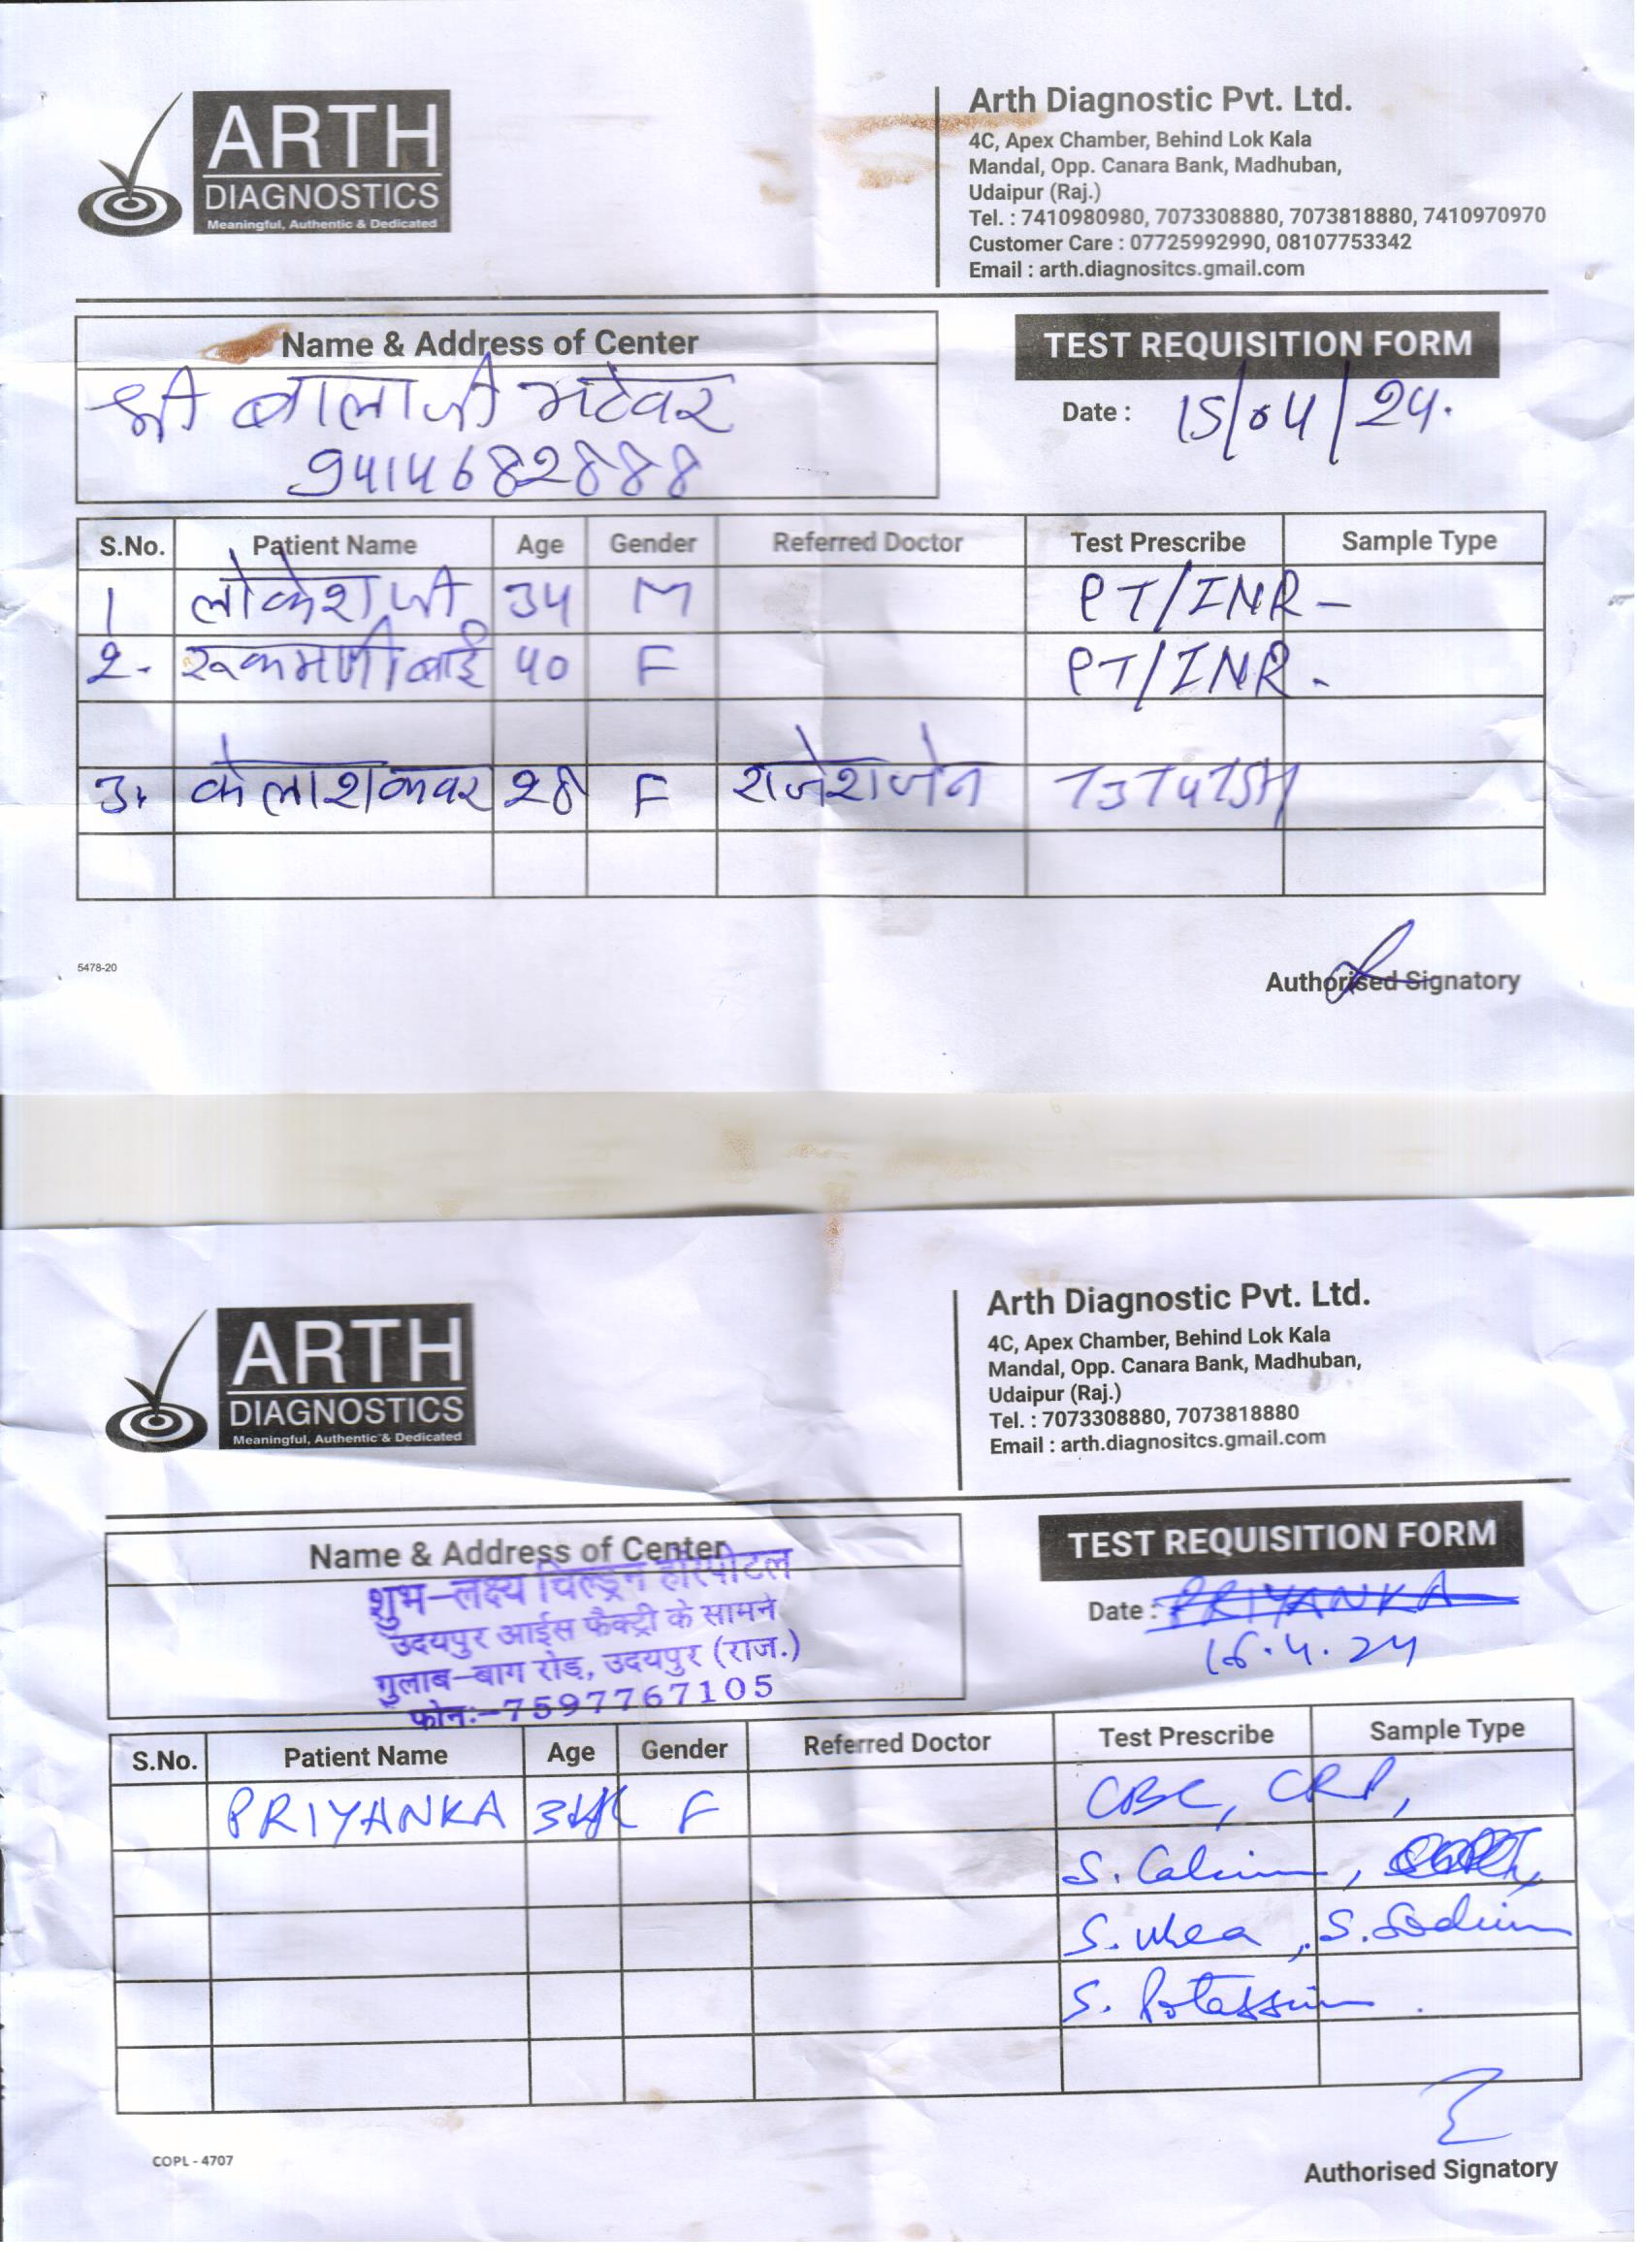 ARTH
DIAGNOSTICS
Meaningful, Authentic & Dedicated
Arth Diagnostic Pvt. Ltd.
4C, Apex Chamber, Behind Lok Kala
Mandal, Opp. Canara Bank, Madhuban,
Udaipur (Raj.)
Tel. : 7410980980, 7073308880, 7073818880, 7410970970
Customer Care : 07725992990, 08107753342
Email : arth.diagnositcs.gmail.com
Name & Address of Center
श्री बालाजी भटेवर
9414682888
TEST REQUISITION FORM
Date : 15/04/24.
S.No. Patient Name Age Gender Referred Doctor Test Prescribe Sample Type
1 लोकेश जी 34 M PT/INR -
2. रूकमणी बाई 40 F PT/INR -
3. केलाश कवर 28 F राजेश जेन T3T4TSH
5478-20
Authorised Signatory
ARTH
DIAGNOSTICS
Meaningful, Authentic & Dedicated
Arth Diagnostic Pvt. Ltd.
4C, Apex Chamber, Behind Lok Kala
Mandal, Opp. Canara Bank, Madhuban,
Udaipur (Raj.)
Tel. : 7073308880, 7073818880
Email : arth.diagnositcs.gmail.com
Name & Address of Center
शुभ-लक्ष्य चिल्ड्रन हॉस्पीटल
उदयपुर आईस फैक्ट्री के सामने
गुलाब-बाग रोड़, उदयपुर (राज.)
फोन:-7597767105
TEST REQUISITION FORM
Date : PRIYANKA
16.4.24
S.No. Patient Name Age Gender Referred Doctor Test Prescribe Sample Type
PRIYANKA F CBC, CRP,
S. Calcium,
S. Urea, S. Sodium
S. Potassium.
COPL - 4707
Authorised Signatory